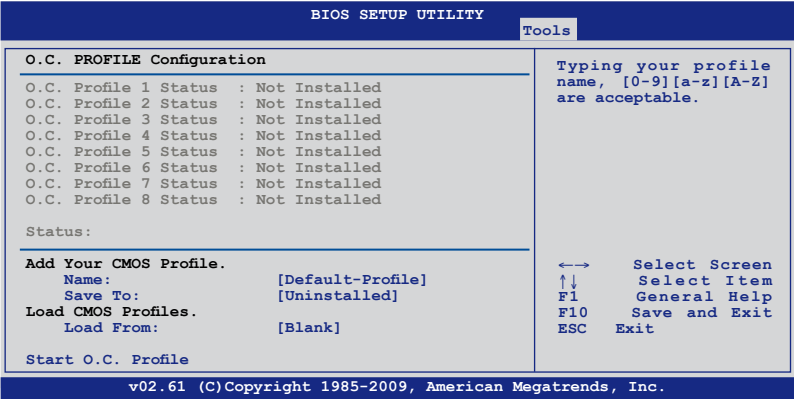 BIOS SETUP UTILITY
Tools
O.C. PROFILE Configuration
O.C. Profile 1 Status : Not Installed
O.C. Profile 2 Status : Not Installed
O.C. Profile 3 Status : Not Installed
O.C. Profile 4 Status : Not Installed
O.C. Profile 5 Status : Not Installed
O.C. Profile 6 Status : Not Installed
O.C. Profile 7 Status : Not Installed
O.C. Profile 8 Status : Not Installed
Status:
Add Your CMOS Profile.
Name: [Default-Profile]
Save To: [Uninstalled]
Load CMOS Profiles.
Load From: [Blank]
Start O.C. Profile
Typing your profile
name, [0-9][a-z][A-Z]
are acceptable.
←→ Select Screen
↑↓ Select Item
F1 General Help
F10 Save and Exit
ESC Exit
v02.61 (C)Copyright 1985-2009, American Megatrends, Inc.